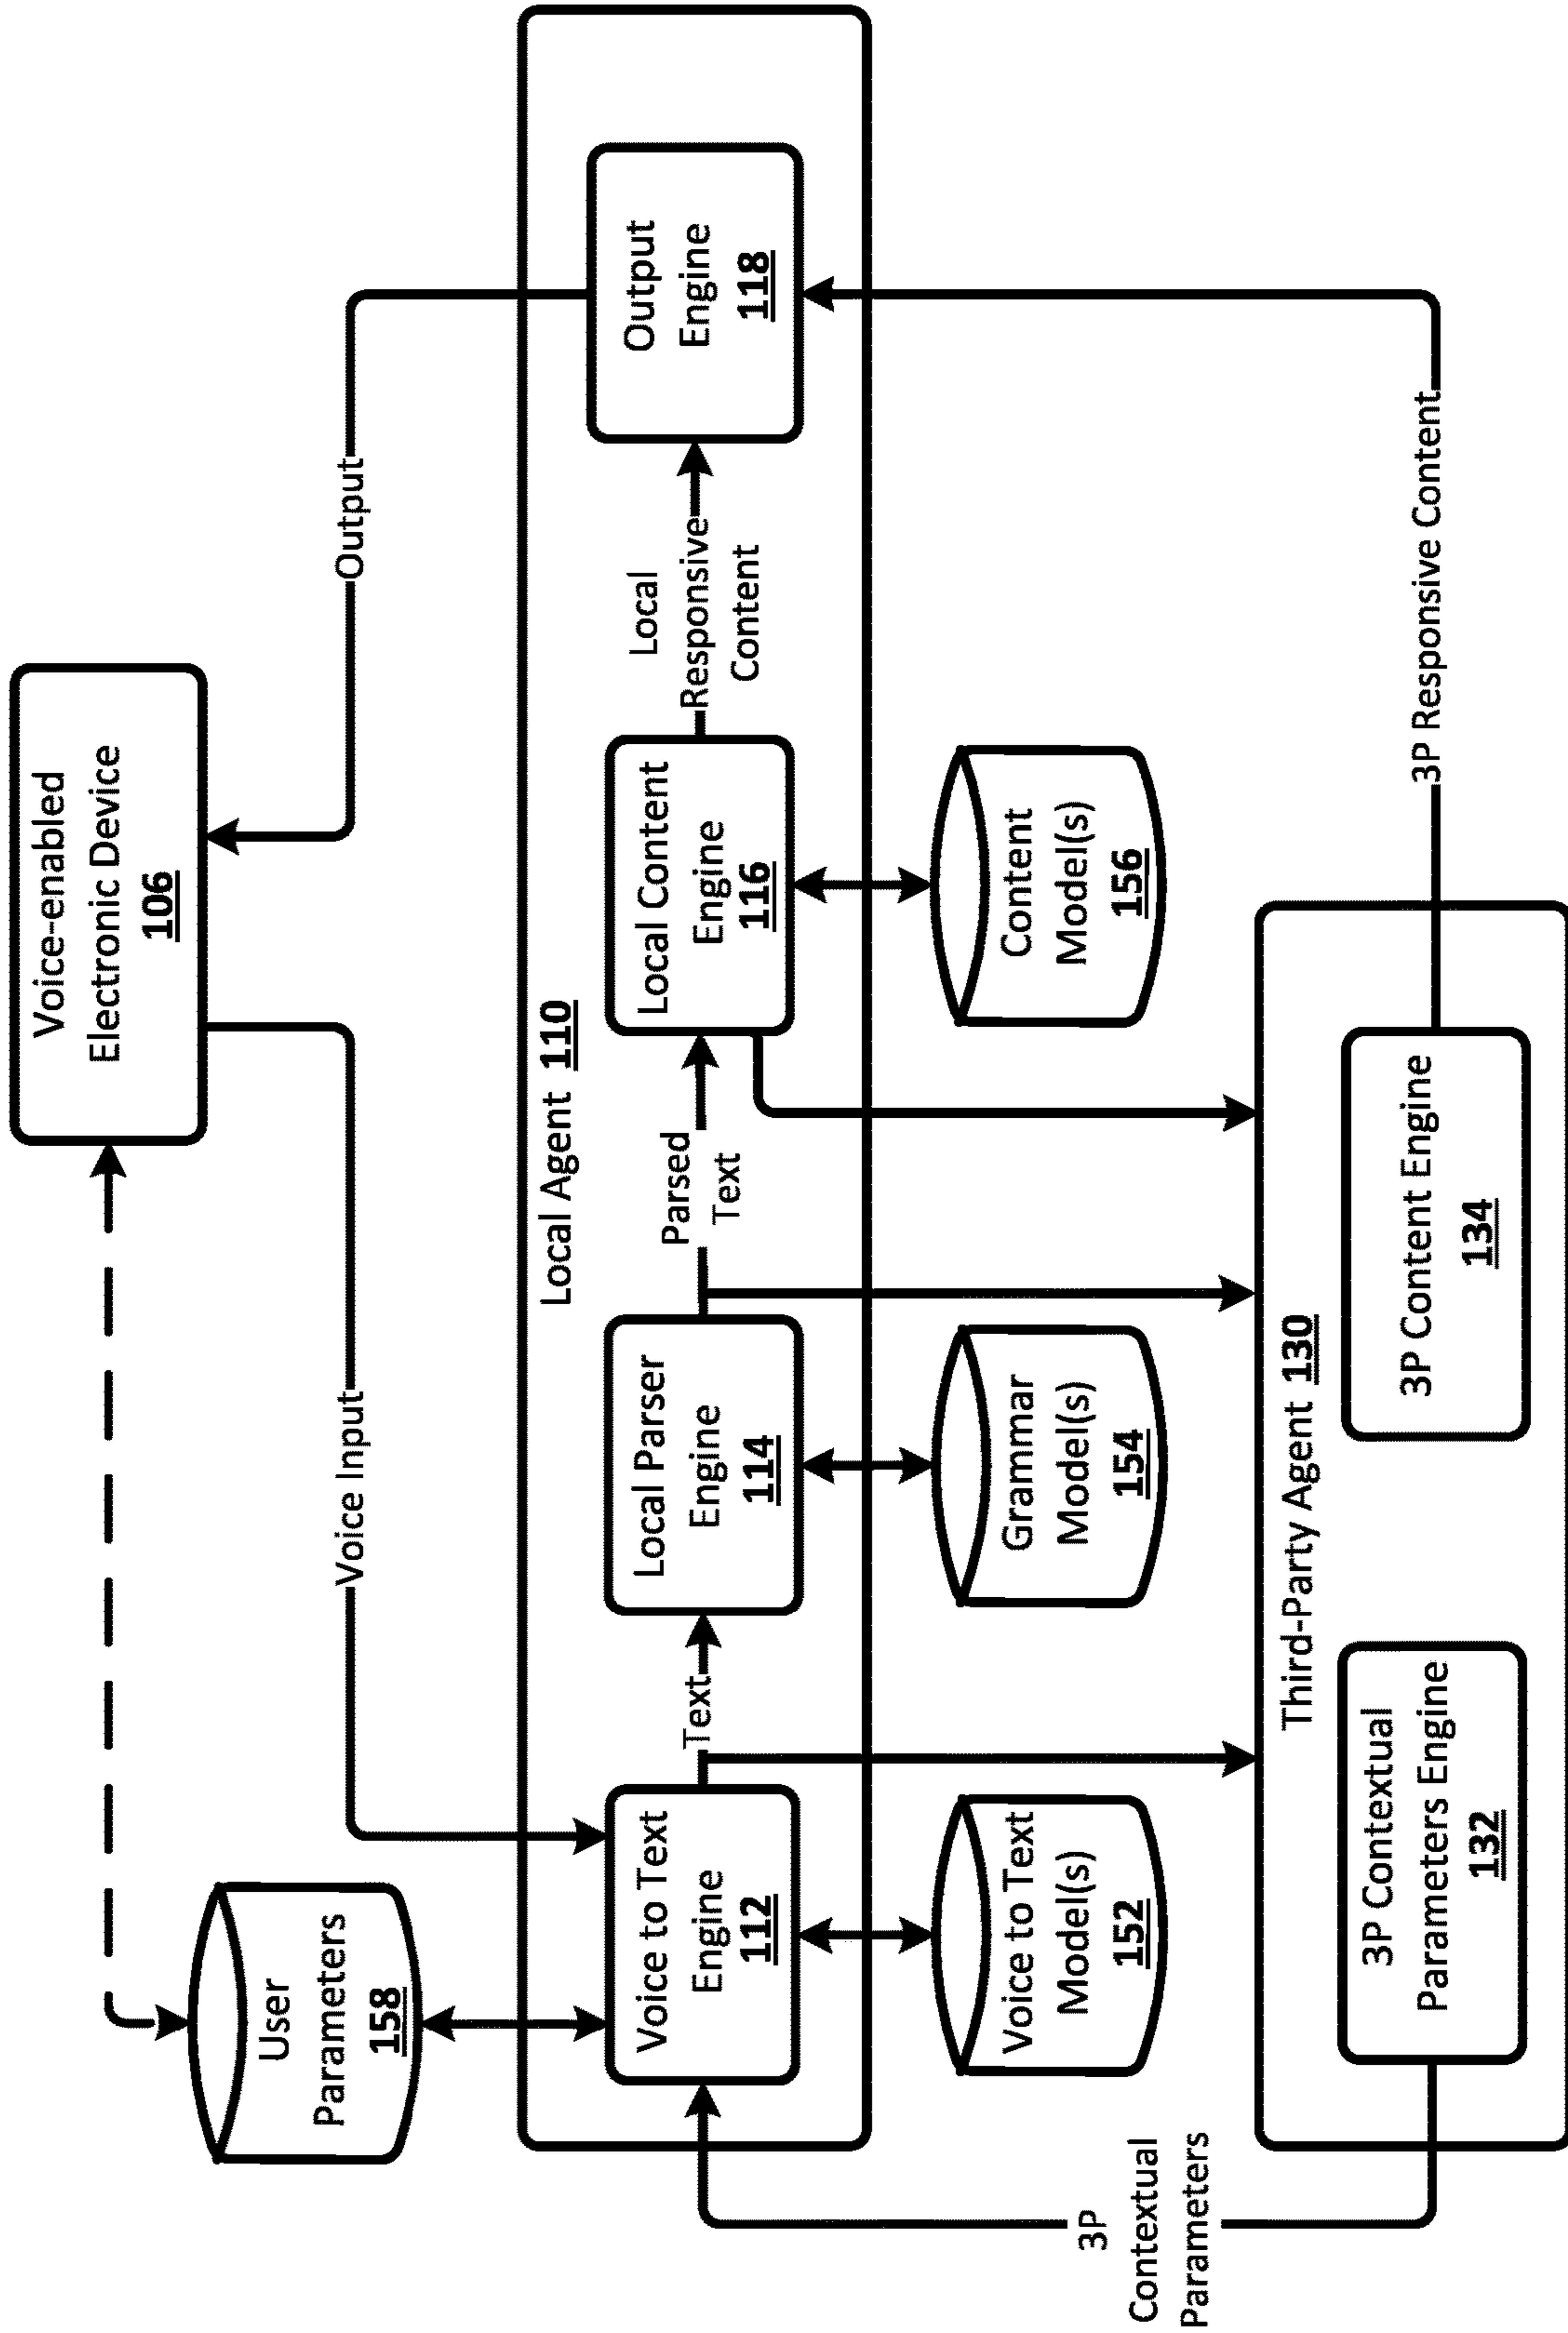 Voice-enabled
Electronic Device
106
User
Parameters
158
Voice Input
Output
Local Agent 110
Voice to Text
Engine
112
Text
Local Parser
Engine
114
Parsed
Text
Local Content
Engine
116
Local
Responsive
Content
Output
Engine
118
Voice to Text
Model(s)
152
Grammar
Model(s)
154
Content
Model(s)
156
3P
Contextual
Parameters
Third-Party Agent 130
3P Contextual
Parameters Engine
132
3P Content Engine
134
3P Responsive Content